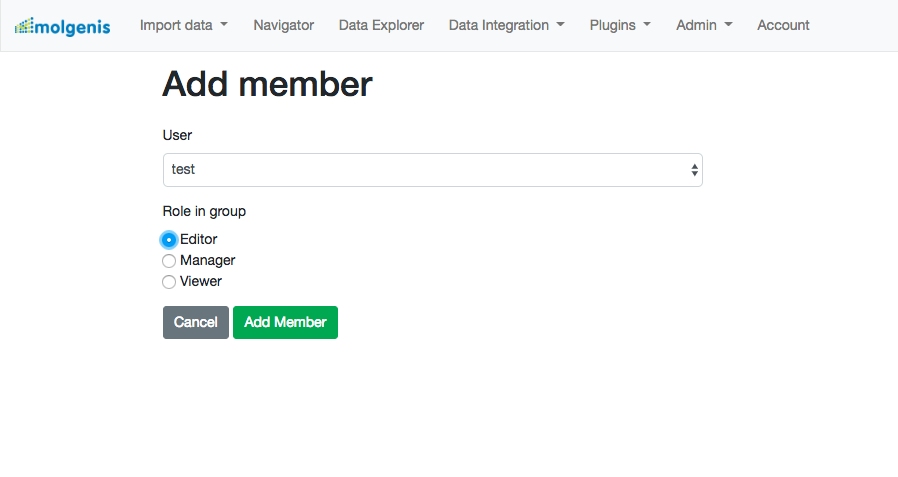 molgenis Import data Navigator Data Explorer Data Integration Plugins Admin Account
Add member
User
test
Role in group
Editor
Manager
Viewer
Cancel Add Member